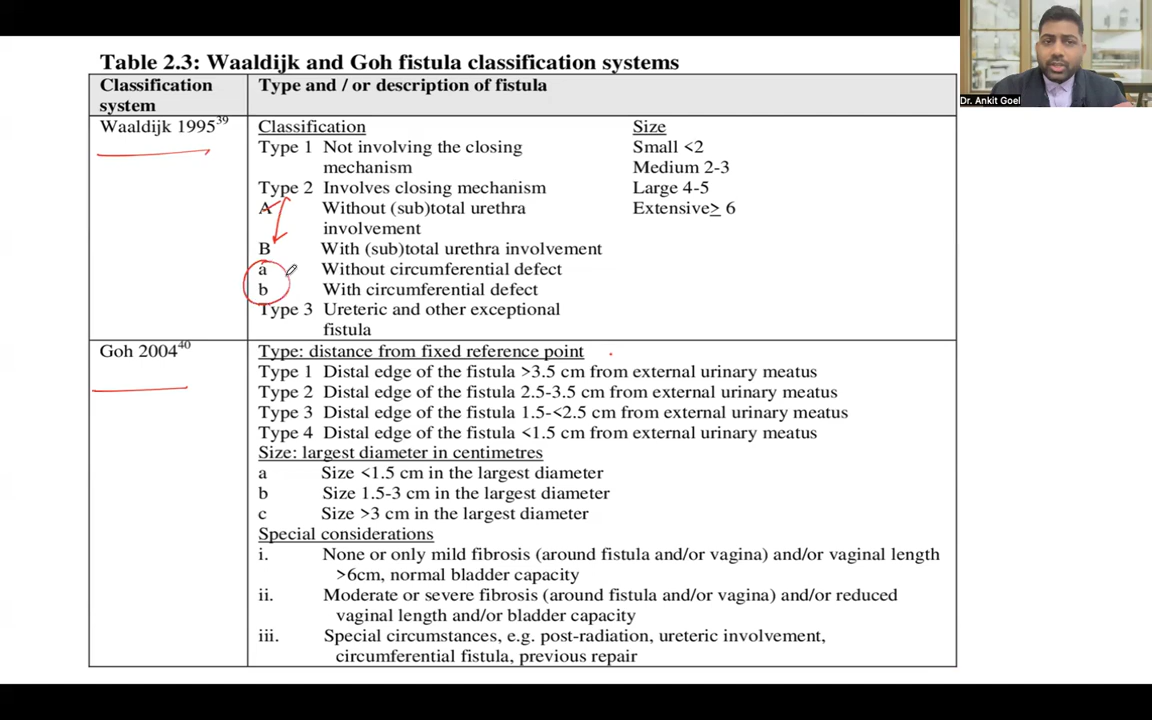 Table 2.3: Waaldijk and Goh fistula classification systems
Classification system
Type and / or description of fistula
Waaldijk 1995³⁹
Classification
Type 1 Not involving the closing
mechanism
Type 2 Involves closing mechanism
A Without (sub)total urethra
involvement
B With (sub)total urethra involvement
a Without circumferential defect
b With circumferential defect
Type 3 Ureteric and other exceptional
fistula
Size
Small <2
Medium 2-3
Large 4-5
Extensive≥ 6
Goh 2004⁴⁰
Type: distance from fixed reference point
Type 1 Distal edge of the fistula >3.5 cm from external urinary meatus
Type 2 Distal edge of the fistula 2.5-3.5 cm from external urinary meatus
Type 3 Distal edge of the fistula 1.5-<2.5 cm from external urinary meatus
Type 4 Distal edge of the fistula <1.5 cm from external urinary meatus
Size: largest diameter in centimetres
a Size <1.5 cm in the largest diameter
b Size 1.5-3 cm in the largest diameter
c Size >3 cm in the largest diameter
Special considerations
i. None or only mild fibrosis (around fistula and/or vagina) and/or vaginal length
>6cm, normal bladder capacity
ii. Moderate or severe fibrosis (around fistula and/or vagina) and/or reduced
vaginal length and/or bladder capacity
iii. Special circumstances, e.g. post-radiation, ureteric involvement,
circumferential fistula, previous repair
Dr. Ankit Goel